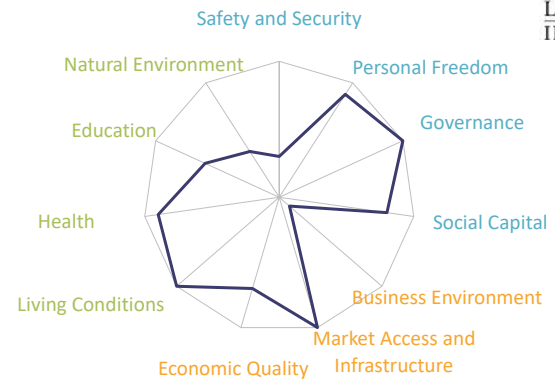 Safety and Security
Natural Environment
Personal Freedom
Education
Governance
Health
Social Capital
Living Conditions
Business Environment
Market Access and
Infrastructure
Economic Quality